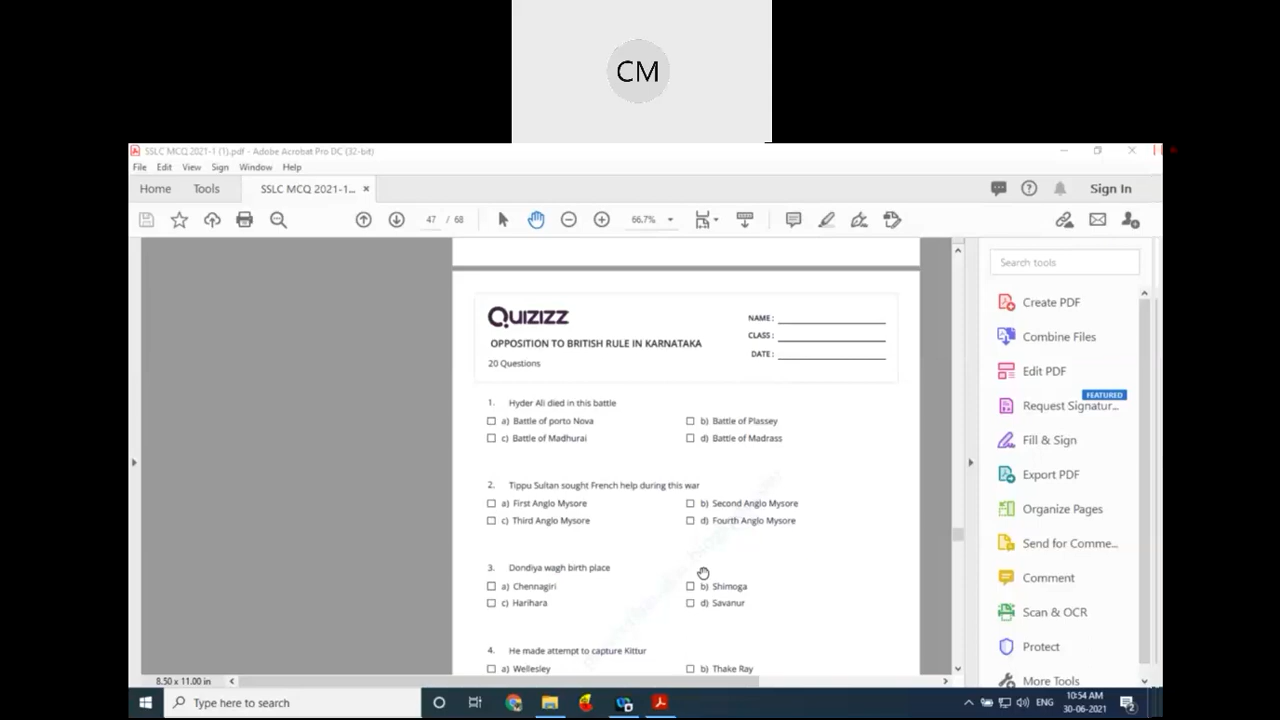 CM
SSLC MCQ 2021-1 (1).pdf - Adobe Acrobat Pro DC (32-bit)
File Edit View Sign Window Help
Home Tools SSLC MCQ 2021-1... × Sign In
47 / 68 66.7%
Search tools
Create PDF
Combine Files
Edit PDF
FEATURED
Request Signatur...
Fill & Sign
Export PDF
Organize Pages
Send for Comme...
Comment
Scan & OCR
Protect
More Tools
Quizizz
OPPOSITION TO BRITISH RULE IN KARNATAKA
20 Questions
NAME :
CLASS :
DATE :
1. Hyder Ali died in this battle
a) Battle of porto Nova b) Battle of Plassey
c) Battle of Madhurai d) Battle of Madrass
2. Tippu Sultan sought French help during this war
a) First Anglo Mysore b) Second Anglo Mysore
c) Third Anglo Mysore d) Fourth Anglo Mysore
3. Dondiya wagh birth place
a) Chennagiri b) Shimoga
c) Harihara d) Savanur
4. He made attempt to capture Kittur
a) Wellesley b) Thake Ray
8.50 x 11.00 in
Type here to search
ENG
10:54 AM
30-06-2021
2